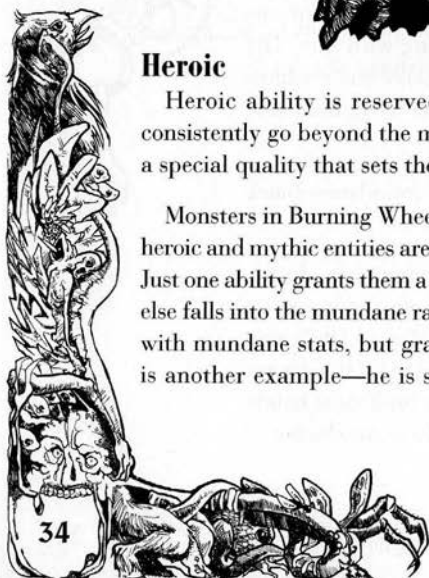 Heroic
Heroic ability is reserve
consistently go beyond the m
a special quality that sets the
Monsters in Burning Whee
heroic and mythic entities are
Just one ability grants them a
else falls into the mundane ra
with mundane stats, but gra
is another example—he is s
34